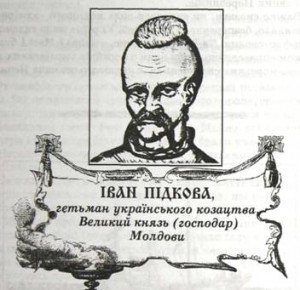 ІВАН ПІДКОВА,
гетьман українського козацтва,
Великий князь (господар)
Молдови